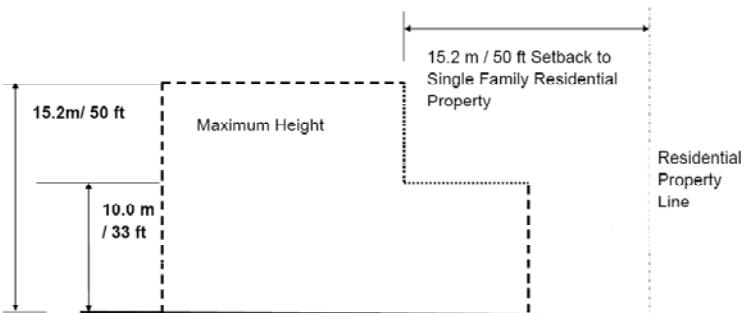 15.2 m / 50 ft Setback to
Single Family Residential
Property
15.2m/ 50 ft
Maximum Height
Residential
Property
Line
10.0 m
/ 33 ft